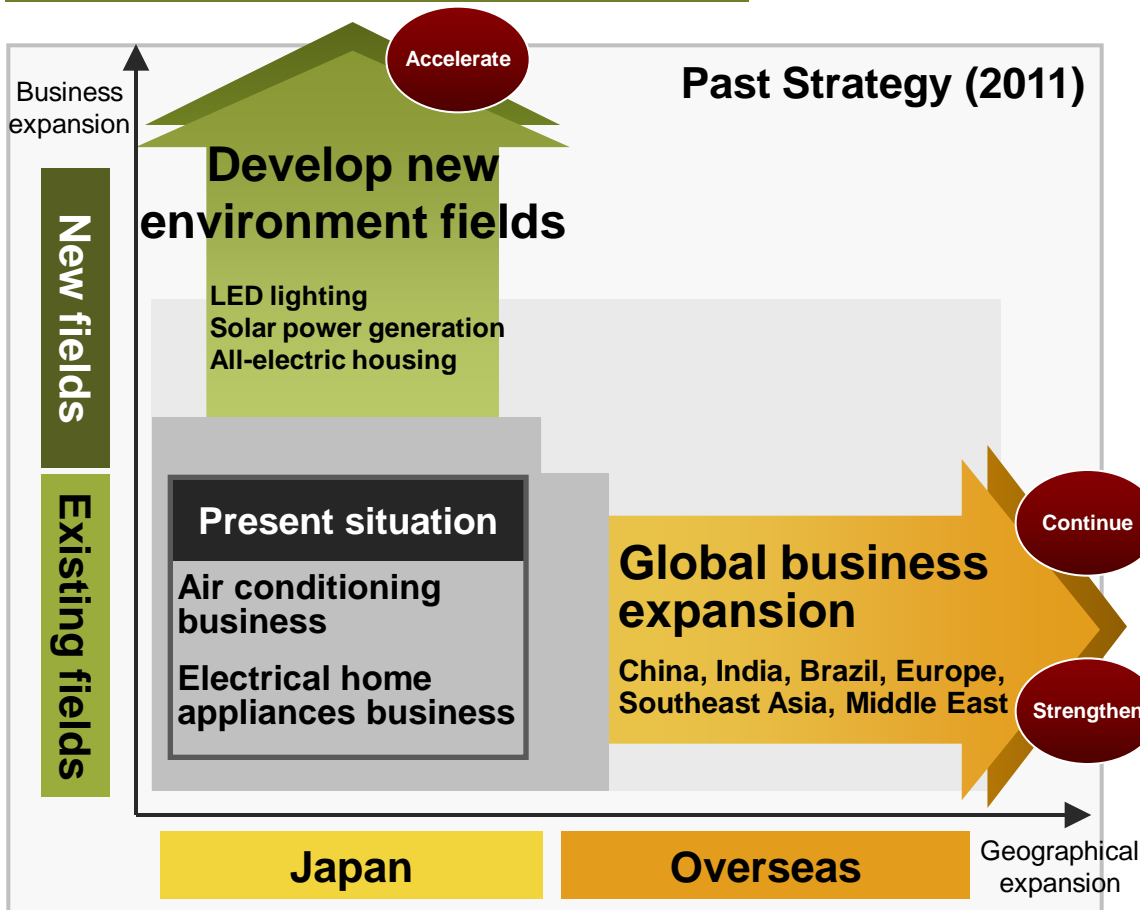 Accelerate
Past Strategy (2011)
Business
expansion
Develop new
environment fields
New fields
LED lighting
Solar power generation
All-electric housing
Existing fields
Present situation
Air conditioning
business
Electrical home
appliances business
Global business
expansion
China, India, Brazil, Europe,
Southeast Asia, Middle East
Continue
Strengthen
Japan
Overseas
Geographical
expansion